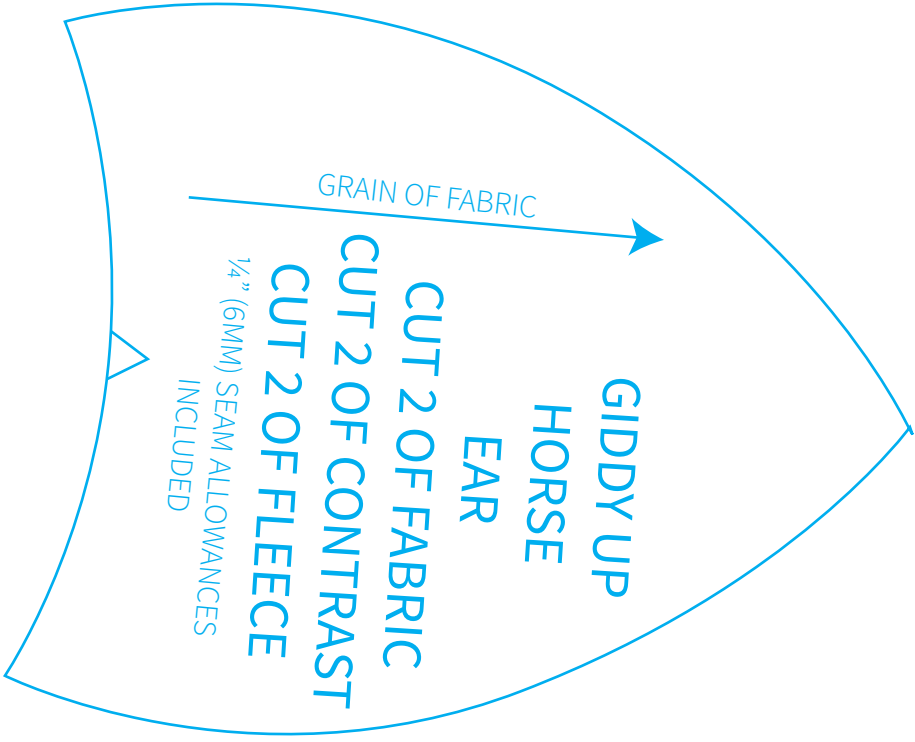 GRAIN OF FABRIC
GIDDY UP
HORSE
EAR
CUT 2 OF FABRIC
CUT 2 OF CONTRAST
CUT 2 OF FLEECE
¼” (6MM) SEAM ALLOWANCES
INCLUDED